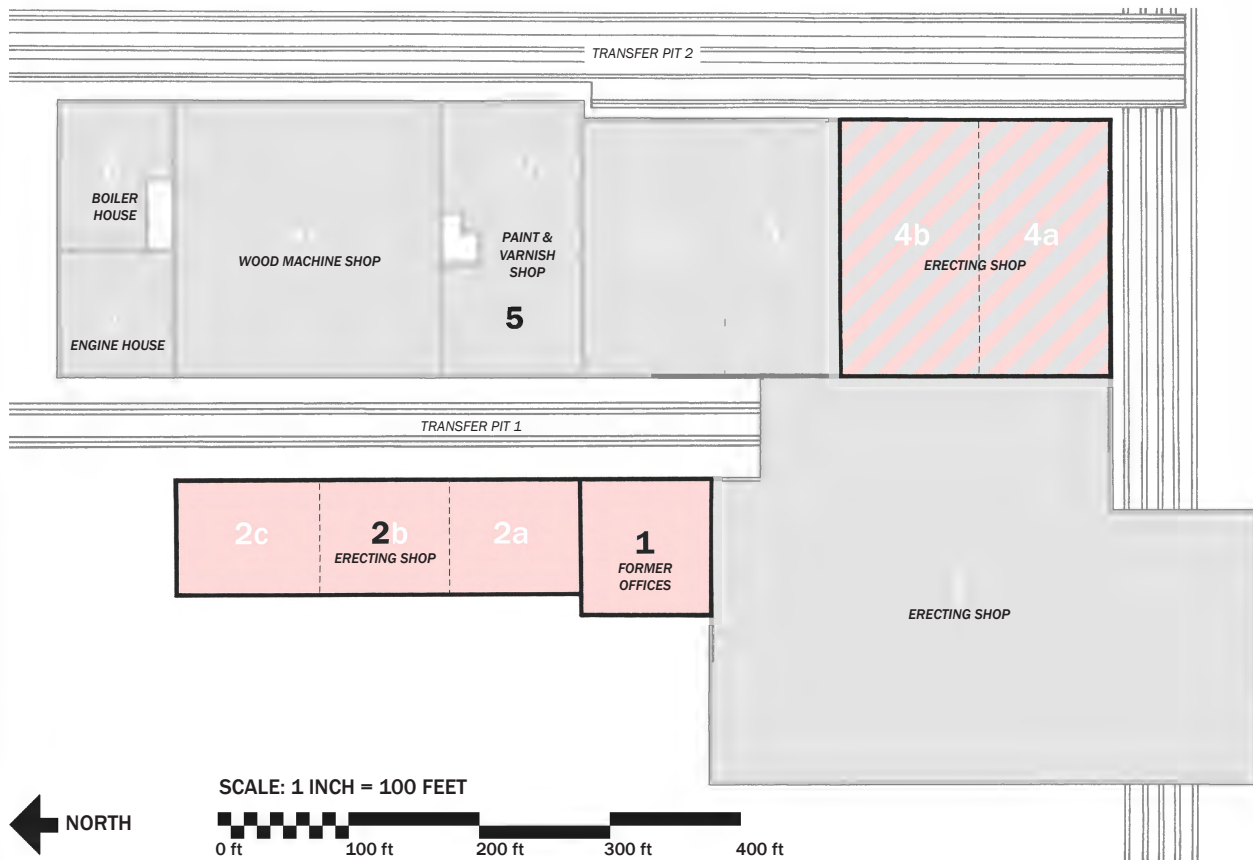 TRANSFER PIT 2
BOILER
HOUSE
WOOD MACHINE SHOP
PAINT &
VARNISH
SHOP
5
ENGINE HOUSE
4b
4a
ERECTING SHOP
TRANSFER PIT 1
2c
2b
2a
ERECTING SHOP
1
FORMER
OFFICES
ERECTING SHOP
SCALE: 1 INCH = 100 FEET
NORTH
0 ft
100 ft
200 ft
300 ft
400 ft